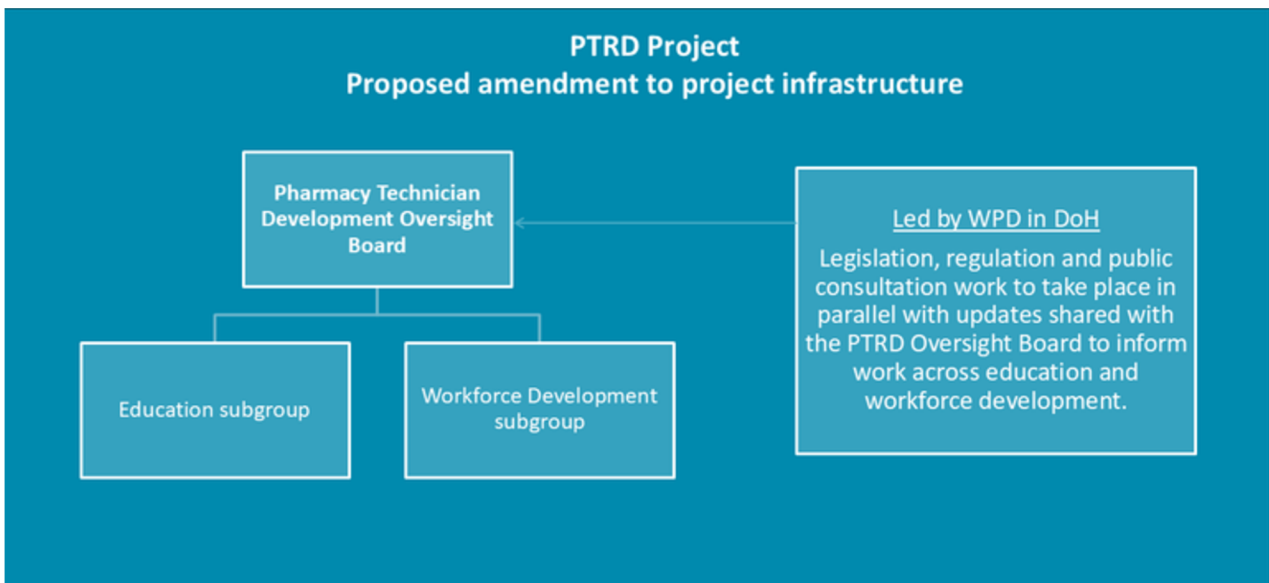 PTRD Project
Proposed amendment to project infrastructure
Pharmacy Technician
Development Oversight
Board
Led by WPD in DoH
Legislation, regulation and public
consultation work to take place in
parallel with updates shared with
the PTRD Oversight Board to inform
work across education and
workforce development.
Education subgroup
Workforce Development
subgroup